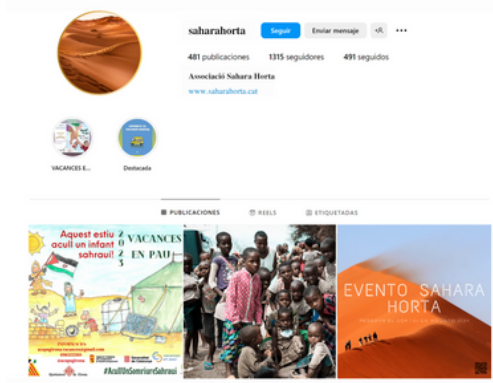 saharahorta Seguir Enviar mensaje
481 publicaciones 1315 seguidores 491 seguidos
Associació Sahara Horta
www.saharahorta.cat
VACANCES E... Destacada
PUBLICACIONES REELS ETIQUETADAS
Aquest estiu
acull un infant
sahrauí!
2023
VACANCES
EN PAU
#AcullUnSomriureSahrauí
EVENTO SAHARA
HORTA